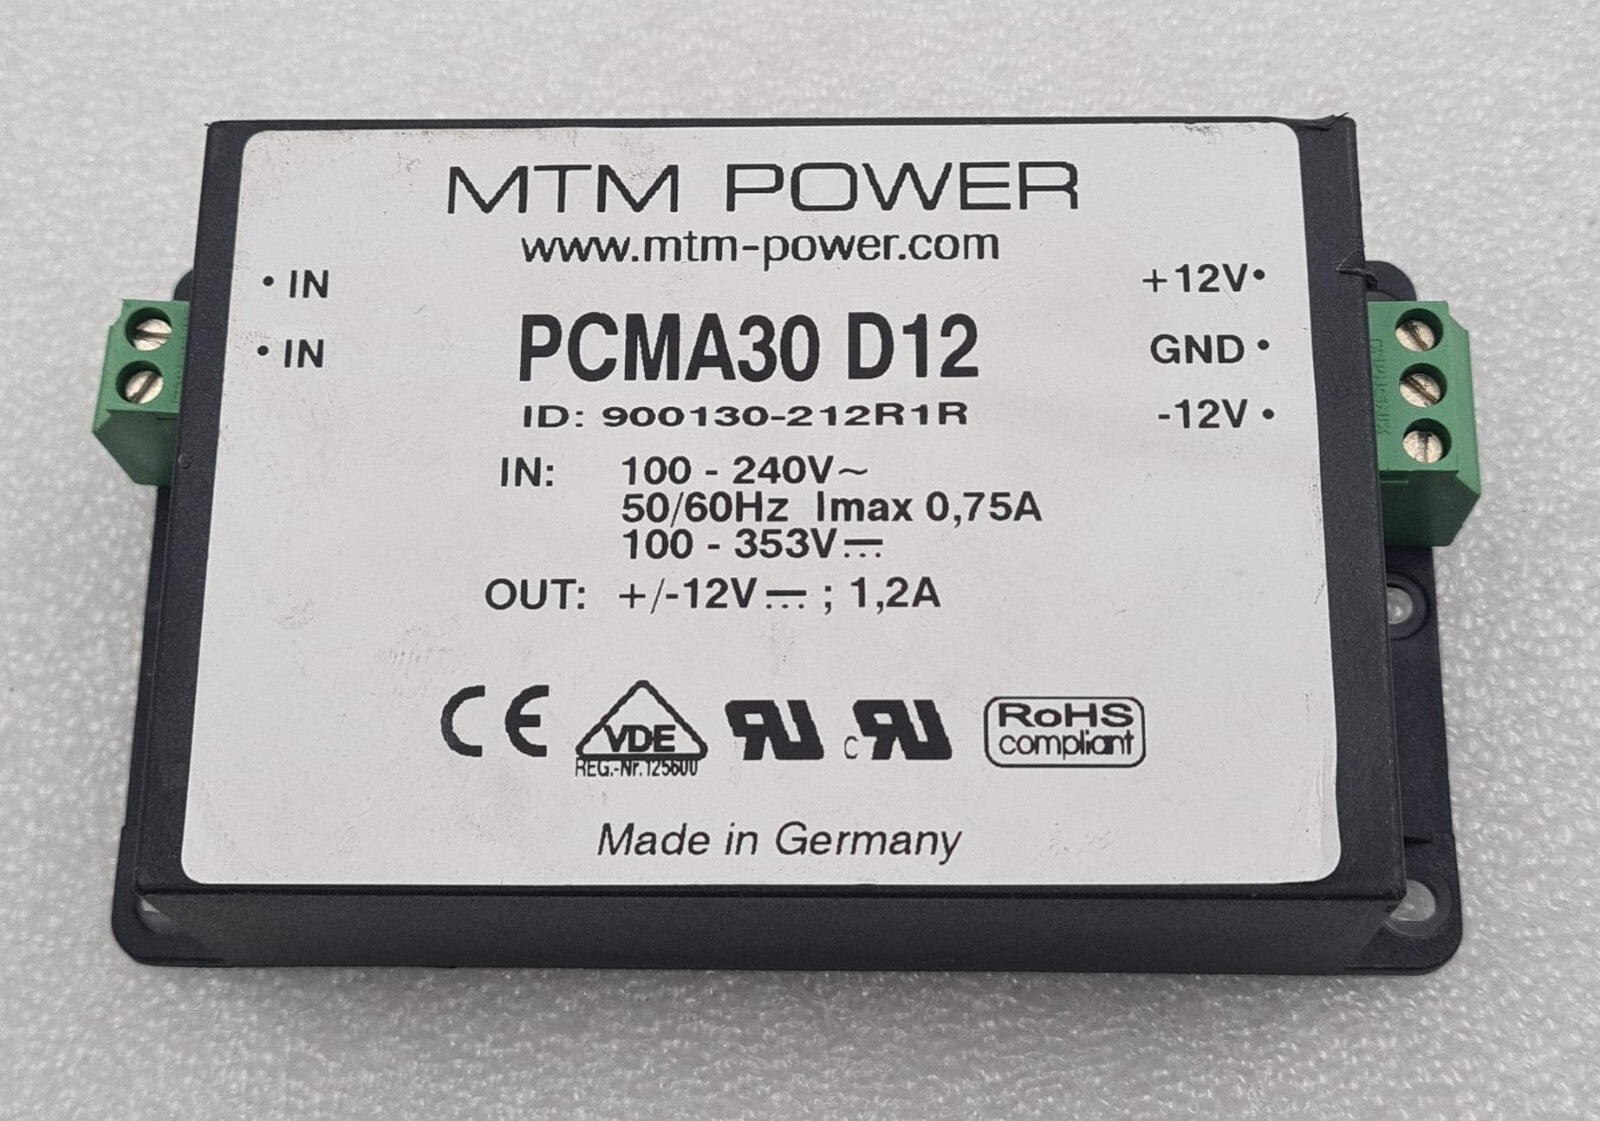 MTM POWER
www.mtm-power.com
• IN
+12V•
• IN
PCMA30 D12
GND •
ID: 900130-212R1R
-12V •
IN: 100 - 240V~
50/60Hz Imax 0,75A
100 - 353V⎓
OUT: +/-12V⎓ ; 1,2A
CE
VDE
REG.-Nr.125600
RU
c RU
RoHS
compliant
Made in Germany